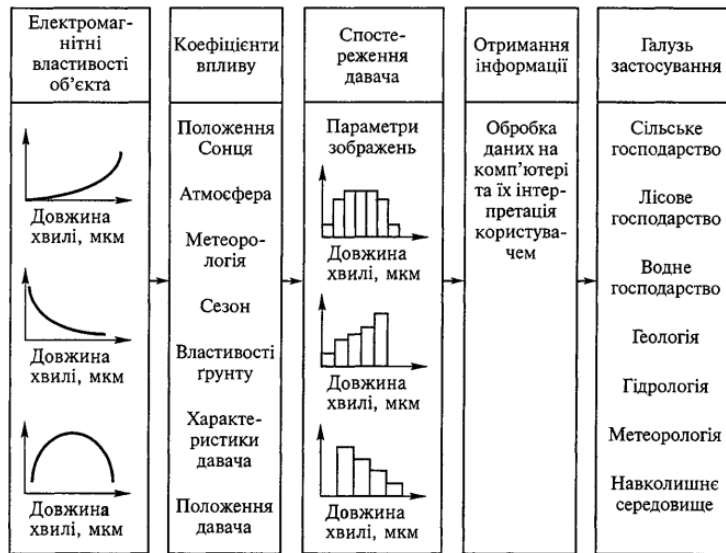 Електромаг-
нітні
властивості
об’єкта
Довжина
хвилі, мкм
Довжина
хвилі, мкм
Довжина
хвилі, мкм
Коефіцієнти
впливу
Положення
Сонця
Атмосфера
Метеоро-
логія
Сезон
Властивості
ґрунту
Характе-
ристики
давача
Положення
давача
Спосте-
реження
давача
Параметри
зображень
Довжина
хвилі, мкм
Довжина
хвилі, мкм
Довжина
хвилі, мкм
Отримання
інформації
Обробка
даних на
комп’ютері
та їх інтер-
претація
користува-
чем
Галузь
застосування
Сільське
господарство
Лісове
господарство
Водне
господарство
Геологія
Гідрологія
Метеорологія
Навколишнє
середовище